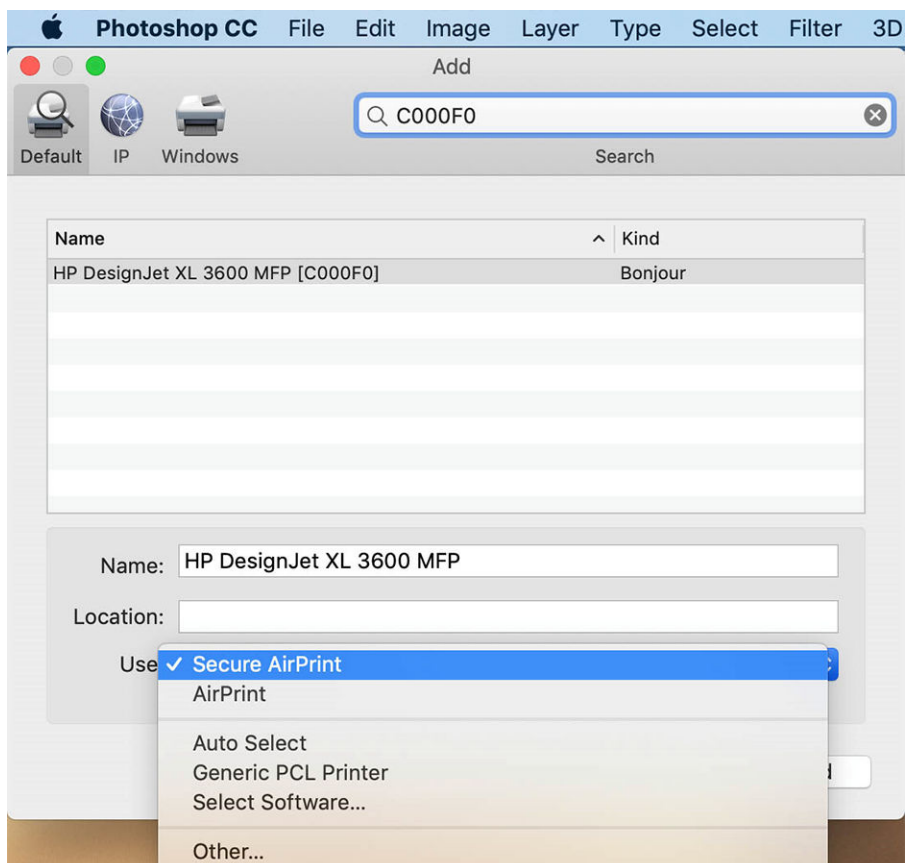 Photoshop CC File Edit Image Layer Type Select Filter 3D
Add
C000F0
Default IP Windows Search
Name Kind
HP DesignJet XL 3600 MFP [C000F0] Bonjour
Name: HP DesignJet XL 3600 MFP
Location:
Use ✓ Secure AirPrint
AirPrint
Auto Select
Generic PCL Printer
Select Software...
Other...